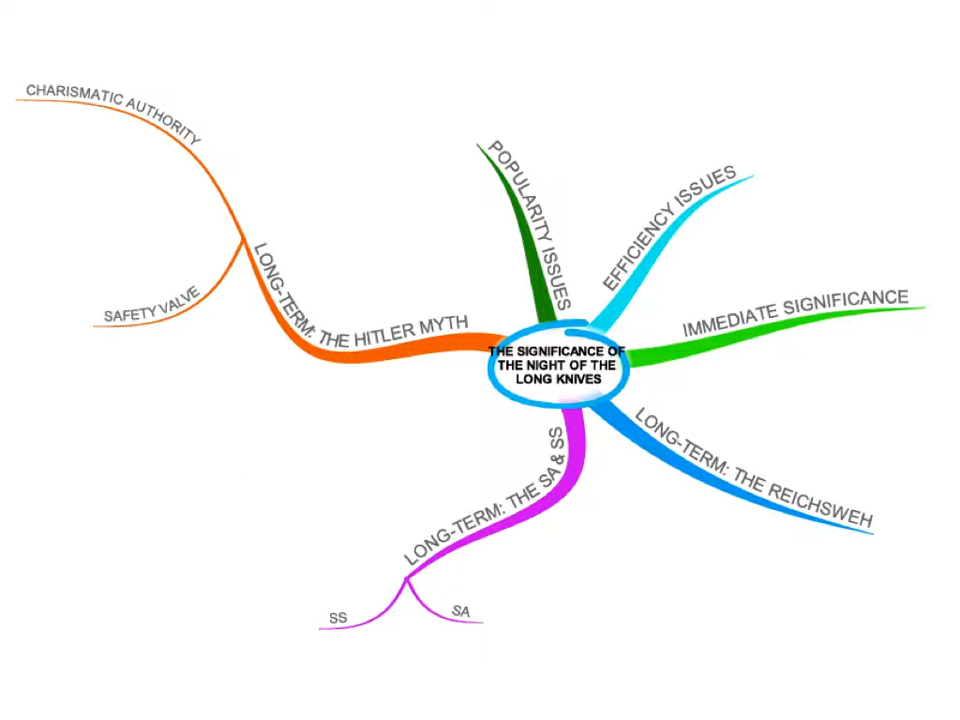 THE SIGNIFICANCE OF
THE NIGHT OF THE
LONG KNIVES
POPULARITY ISSUES
EFFICIENCY ISSUES
IMMEDIATE SIGNIFICANCE
LONG-TERM: THE REICHSWEH
LONG-TERM: THE SA & SS
SA
SS
LONG-TERM: THE HITLER MYTH
SAFETY VALVE
CHARISMATIC AUTHORITY